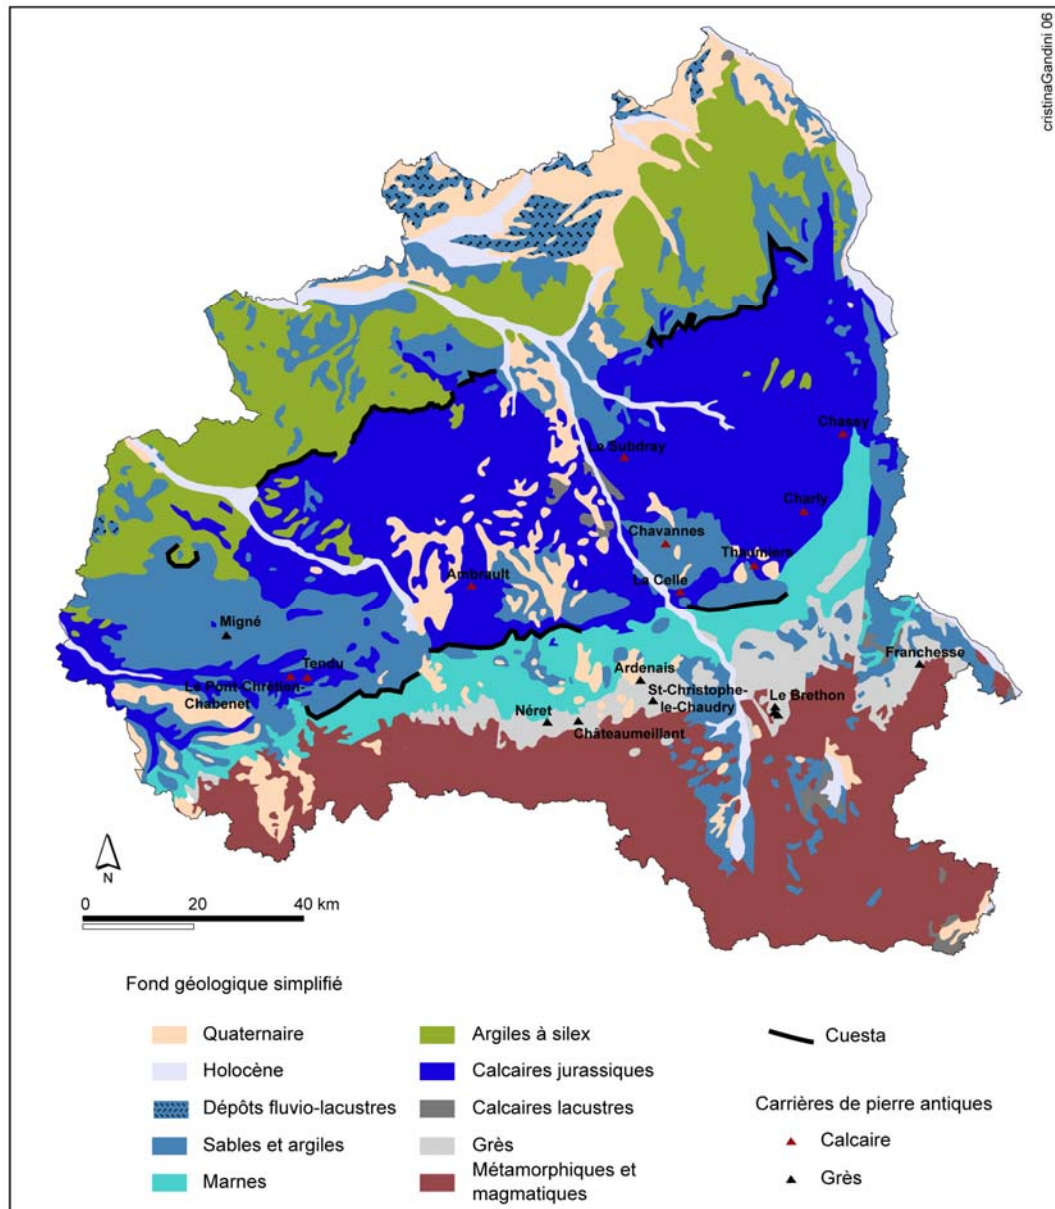 cristinaGandini 06
Chassy
Le Subdray
Charly
Chavannes
Thaumiers
Ambrault
La Celle
Migné
Tendu
Le Pont Chrétien-
Chabenet
Franchesse
Ardenais
St-Christophe-
le-Chaudry
Le Brethon
Néret
Châteaumeillant
N
0 20 40 km
Fond géologique simplifié
Quaternaire
Holocène
Dépôts fluvio-lacustres
Sables et argiles
Marnes
Argiles à silex
Calcaires jurassiques
Calcaires lacustres
Grès
Métamorphiques et
magmatiques
Cuesta
Carrières de pierre antiques
Calcaire
Grès